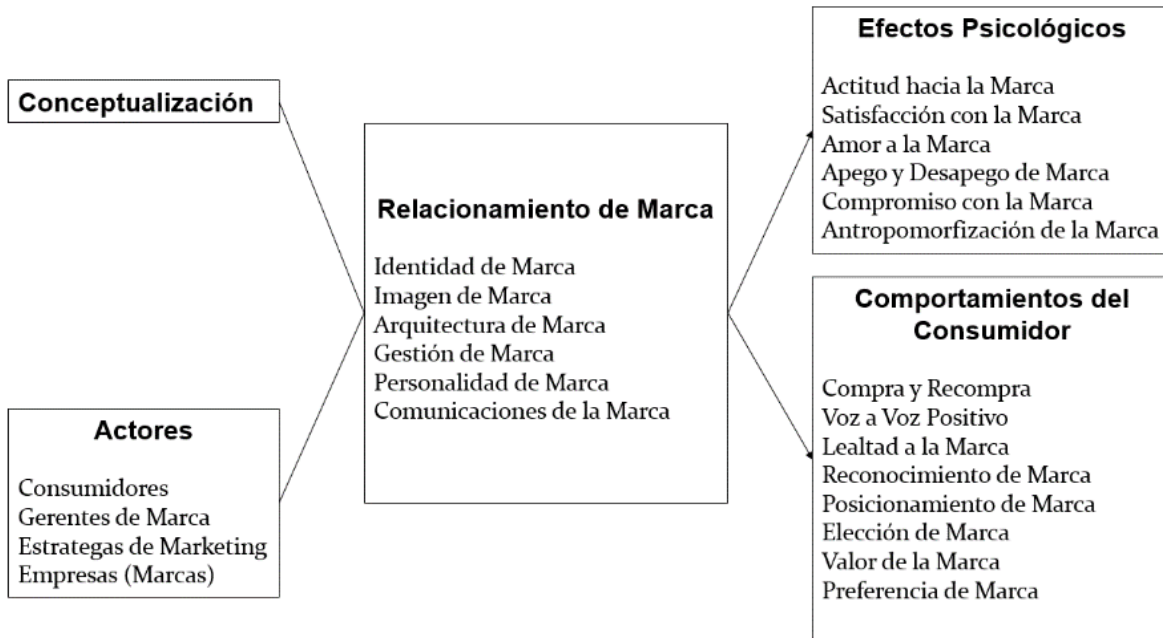 Conceptualización
Actores
Consumidores
Gerentes de Marca
Estrategas de Marketing
Empresas (Marcas)
Relacionamiento de Marca
Identidad de Marca
Imagen de Marca
Arquitectura de Marca
Gestión de Marca
Personalidad de Marca
Comunicaciones de la Marca
Efectos Psicológicos
Actitud hacia la Marca
Satisfacción con la Marca
Amor a la Marca
Apego y Desapego de Marca
Compromiso con la Marca
Antropomorfización de la Marca
Comportamientos del
Consumidor
Compra y Recompra
Voz a Voz Positivo
Lealtad a la Marca
Reconocimiento de Marca
Posicionamiento de Marca
Elección de Marca
Valor de la Marca
Preferencia de Marca